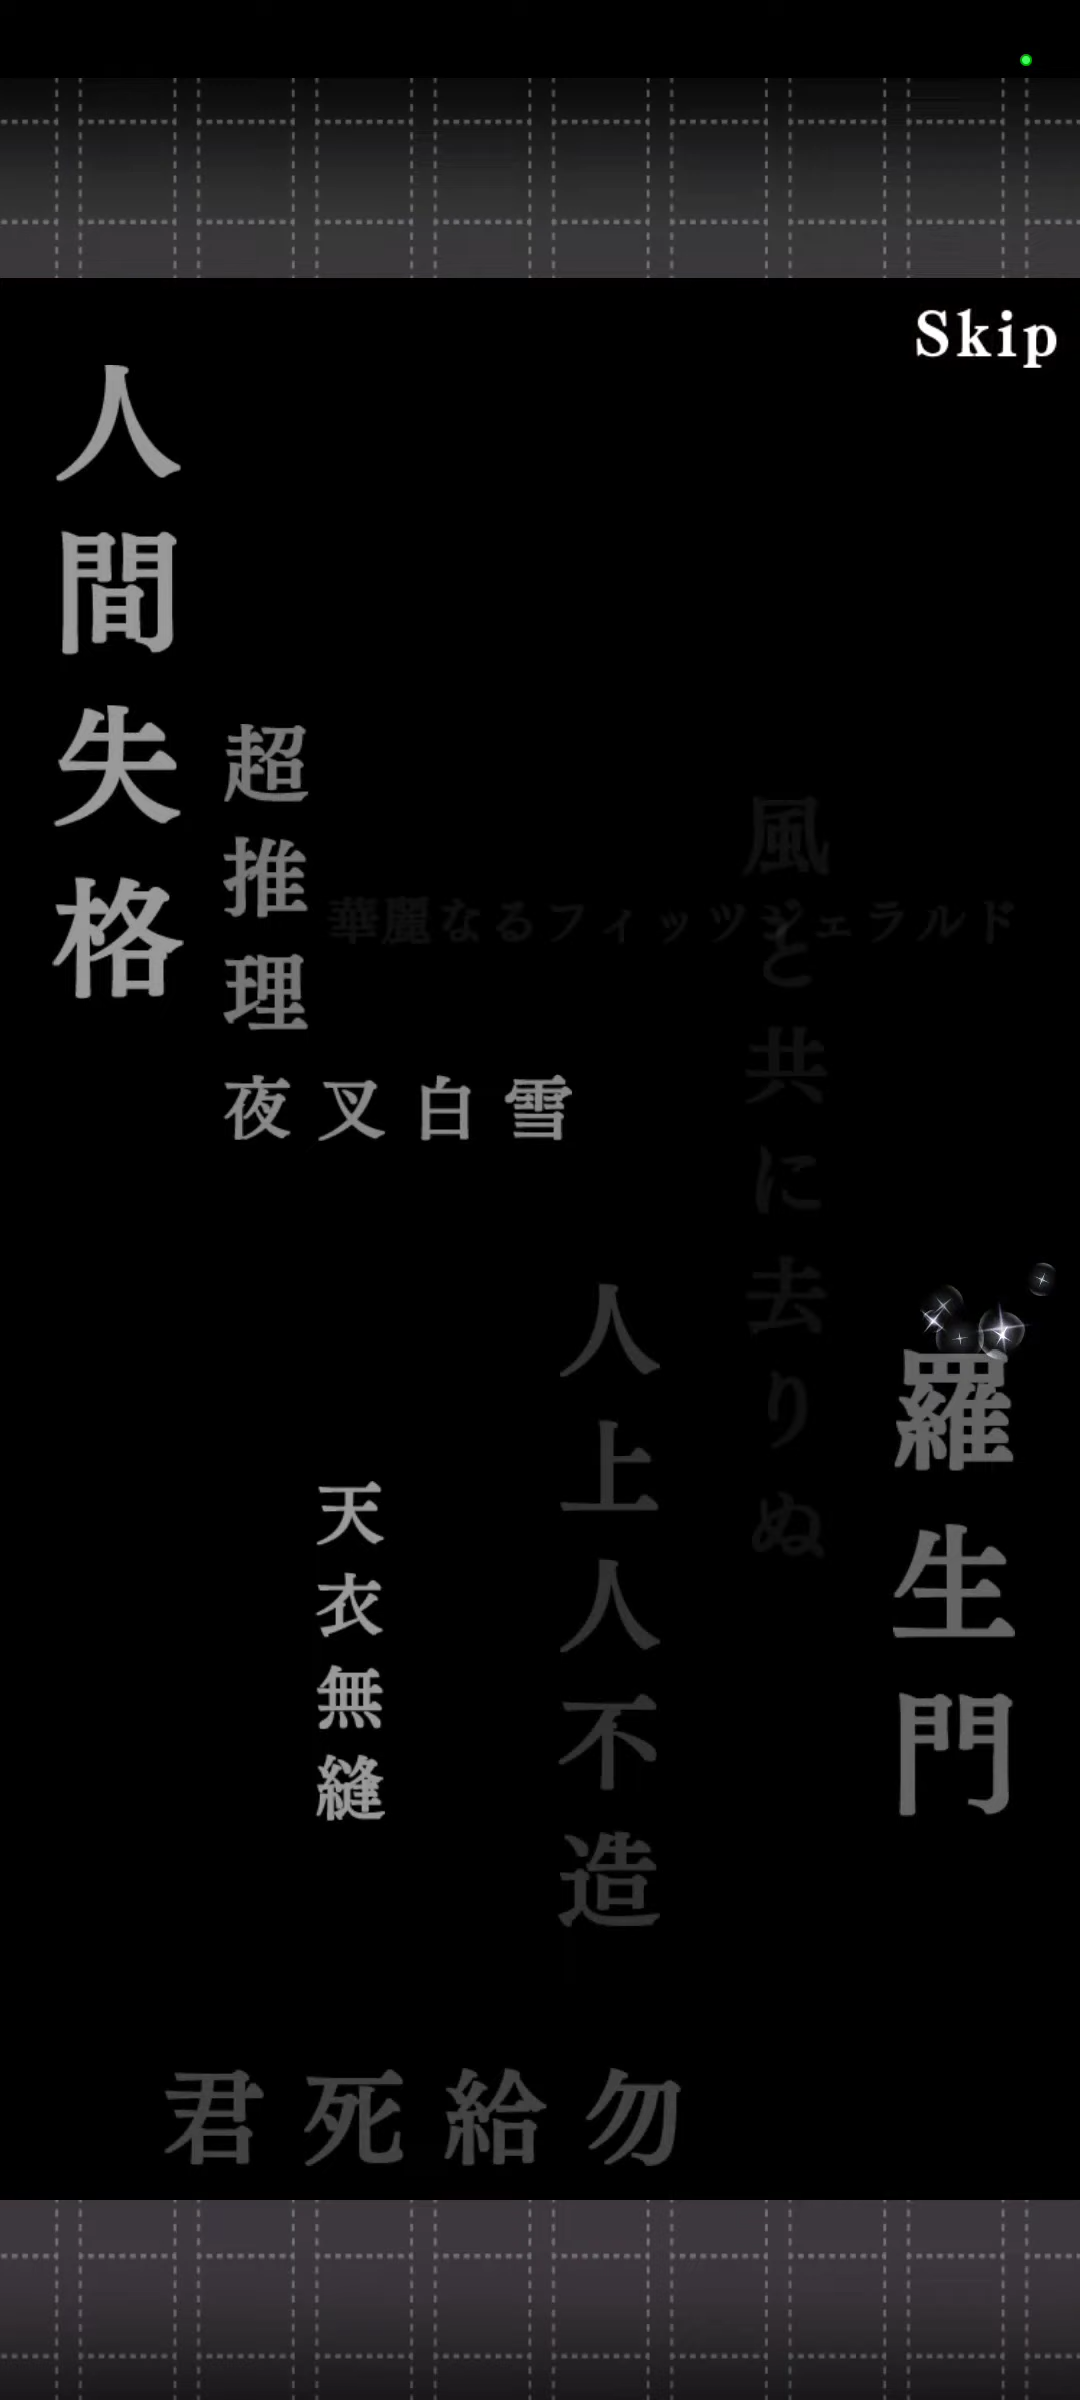 Skip
人間失格
超推理
華麗なるフィッツジェラルド
風と共に去りぬ
夜叉白雪
人上人不造
羅生門
天衣無縫
君死給勿